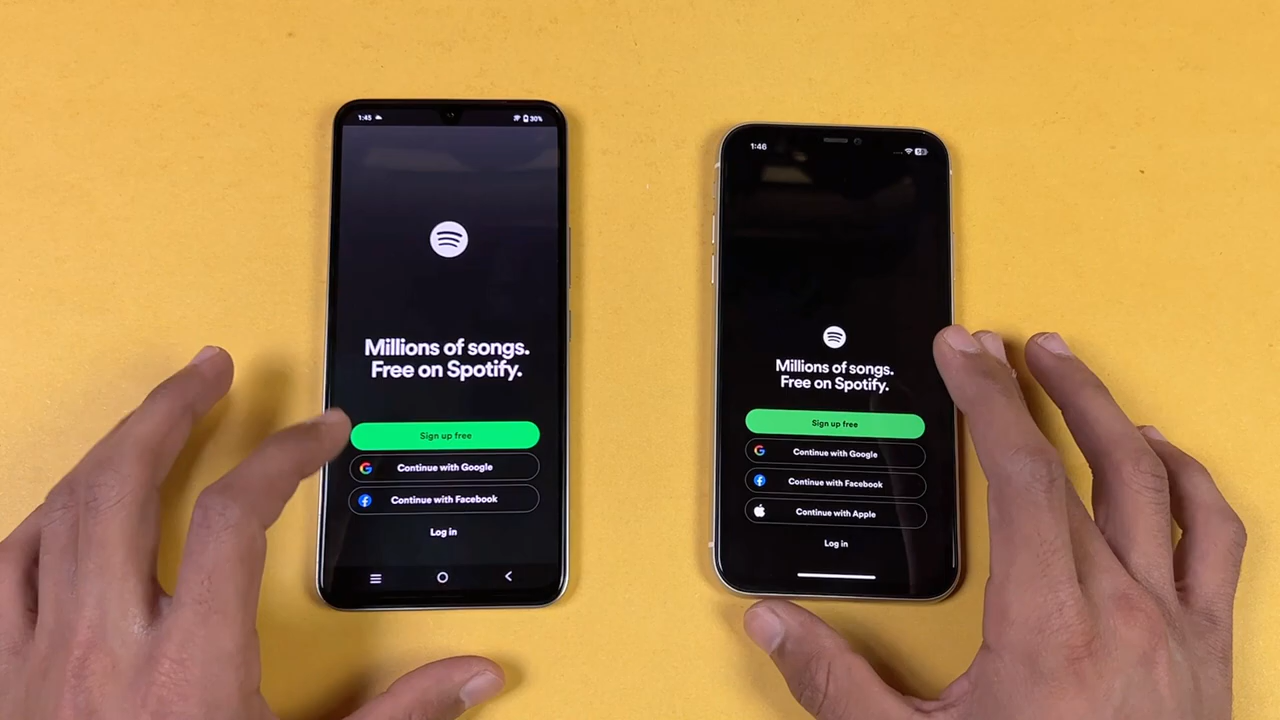 1:45
30%
Millions of songs.
Free on Spotify.
Sign up free
Continue with Google
Continue with Facebook
Log in
1:46
Millions of songs.
Free on Spotify.
Sign up free
Continue with Google
Continue with Facebook
Continue with Apple
Log in